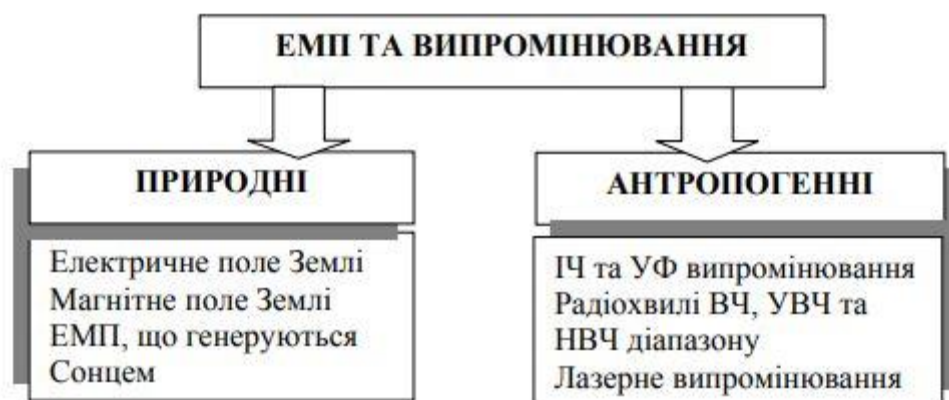 ЕМП ТА ВИПРОМІНЮВАННЯ
ПРИРОДНІ
Електричне поле Землі
Магнітне поле Землі
ЕМП, що генеруються
Сонцем
АНТРОПОГЕННІ
ІЧ та УФ випромінювання
Радіохвилі ВЧ, УВЧ та
НВЧ діапазону
Лазерне випромінювання